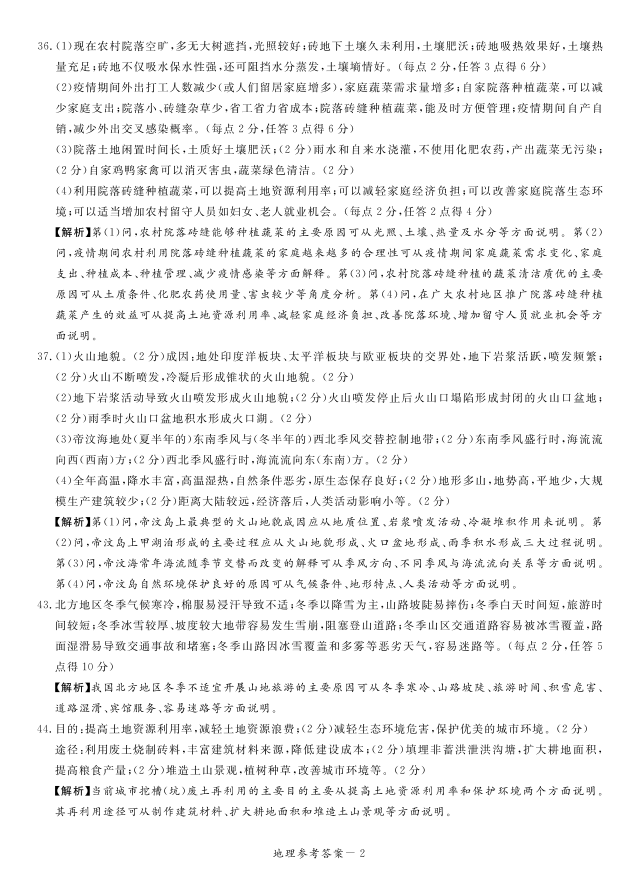 36.(1)现在农村院落空旷,多无大树遮挡,光照较好;砖地下土壤久未利用,土壤肥沃;砖地吸热效果好,土壤热
量充足;砖地不仅吸水保水性强,还可阻挡水分蒸发,土壤墒情好。(每点2分,任答3点得6分)
(2)疫情期间外出打工人数减少(或人们留居家庭增多),家庭蔬菜需求量增多;自家院落种植蔬菜,可以减
少家庭支出;院落小、砖缝杂草少,省工省力省成本;院落砖缝种植蔬菜,能及时方便管理;疫情期间自产自
销,减少外出交叉感染概率。(每点2分,任答3点得6分)
(3)院落土地闲置时间长,土质好土壤肥沃;(2分)雨水和自来水浇灌,不使用化肥农药,产出蔬菜无污染;
(2分)自家鸡鸭家禽可以消灭害虫,蔬菜绿色清洁。(2分)
(4)利用院落砖缝种植蔬菜,可以提高土地资源利用率;可以减轻家庭经济负担;可以改善家庭院落生态环
境;可以适当增加农村留守人员如妇女、老人就业机会。(每点2分,任答2点得4分)
【解析】第(1)问,农村院落砖缝能够种植蔬菜的主要原因可从光照、土壤、热量及水分等方面说明。第(2)
问,疫情期间农村利用院落砖缝种植蔬菜的家庭越来越多的合理性可从疫情期间家庭蔬菜需求变化、家庭
支出、种植成本、种植管理、减少疫情感染等方面解释。第(3)问,农村院落砖缝种植的蔬菜清洁质优的主要
原因可从土质条件、化肥农药使用量、害虫较少等角度分析。第(4)问,在广大农村地区推广院落砖缝种植
蔬菜产生的效益可从提高土地资源利用率、减轻家庭经济负担、改善院落环境、增加留守人员就业机会等方
面说明。
37.(1)火山地貌。(2分)成因:地处印度洋板块、太平洋板块与欧亚板块的交界处,地下岩浆活跃,喷发频繁;
(2分)火山不断喷发,冷凝后形成锥状的火山地貌。(2分)
(2)地下岩浆活动导致火山喷发形成火山地貌;(2分)火山喷发停止后火山口塌陷形成封闭的火山口盆地;
(2分)雨季时火山口盆地积水形成火口湖。(2分)
(3)帝汶海地处(夏半年的)东南季风与(冬半年的)西北季风交替控制地带;(2分)东南季风盛行时,海流流
向西(西南)方;(2分)西北季风盛行时,海流流向东(东南)方。(2分)
(4)全年高温,降水丰富,高温湿热,自然条件恶劣,原生态保存良好;(2分)地形多山,地势高,平地少,大规
模生产建筑较少;(2分)距离大陆较远,经济落后,人类活动影响小等。(2分)
【解析】第(1)问,帝汶岛上最典型的火山地貌成因应从地质位置、岩浆喷发活动、冷凝堆积作用来说明。第
(2)问,帝汶岛上甲湖泊形成的主要过程应从火山地貌形成、火口盆地形成、雨季积水形成三大过程说明。
第(3)问,帝汶海常年海流随季节交替而改变的解释可从季风方向、不同季风与海流流向关系等方面说明。
第(4)问,帝汶岛自然环境保护良好的原因可从气候条件、地形特点、人类活动等方面说明。
43.北方地区冬季气候寒冷,棉服易浸汗导致不适;冬季以降雪为主,山路坡陡易摔伤;冬季白天时间短,旅游时
间较短;冬季冰雪较厚、坡度较大地带容易发生雪崩,阻塞登山道路;冬季山区交通道路容易被冰雪覆盖,路
面湿滑易导致交通事故和堵塞;冬季山路因冰雪覆盖和多雾等恶劣天气,容易迷路等。(每点2分,任答5
点得10分)
【解析】我国北方地区冬季不适宜开展山地旅游的主要原因可从冬季寒冷、山路坡陡、旅游时间、积雪危害、
道路湿滑、宾馆服务、容易迷路等方面说明。
44.目的:提高土地资源利用率,减轻土地资源浪费;(2分)减轻生态环境危害,保护优美的城市环境。(2分)
途径:利用废土烧制砖料,丰富建筑材料来源,降低建设成本;(2分)填埋非蓄洪泄洪沟塘,扩大耕地面积,
提高粮食产量;(2分)堆造土山景观,植树种草,改善城市环境等。(2分)
【解析】当前城市挖槽(坑)废土再利用的主要目的主要从提高土地资源利用率和保护环境两个方面说明。
其再利用途径可从制作建筑材料、扩大耕地面积和堆造土山景观等方面说明。
地理参考答案—2